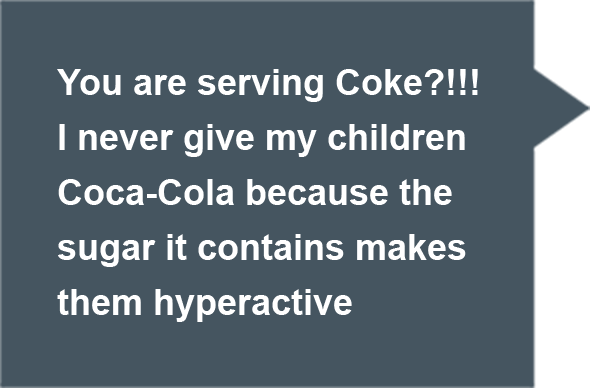 You are serving Coke?!!!
I never give my children
Coca-Cola because the
sugar it contains makes
them hyperactive